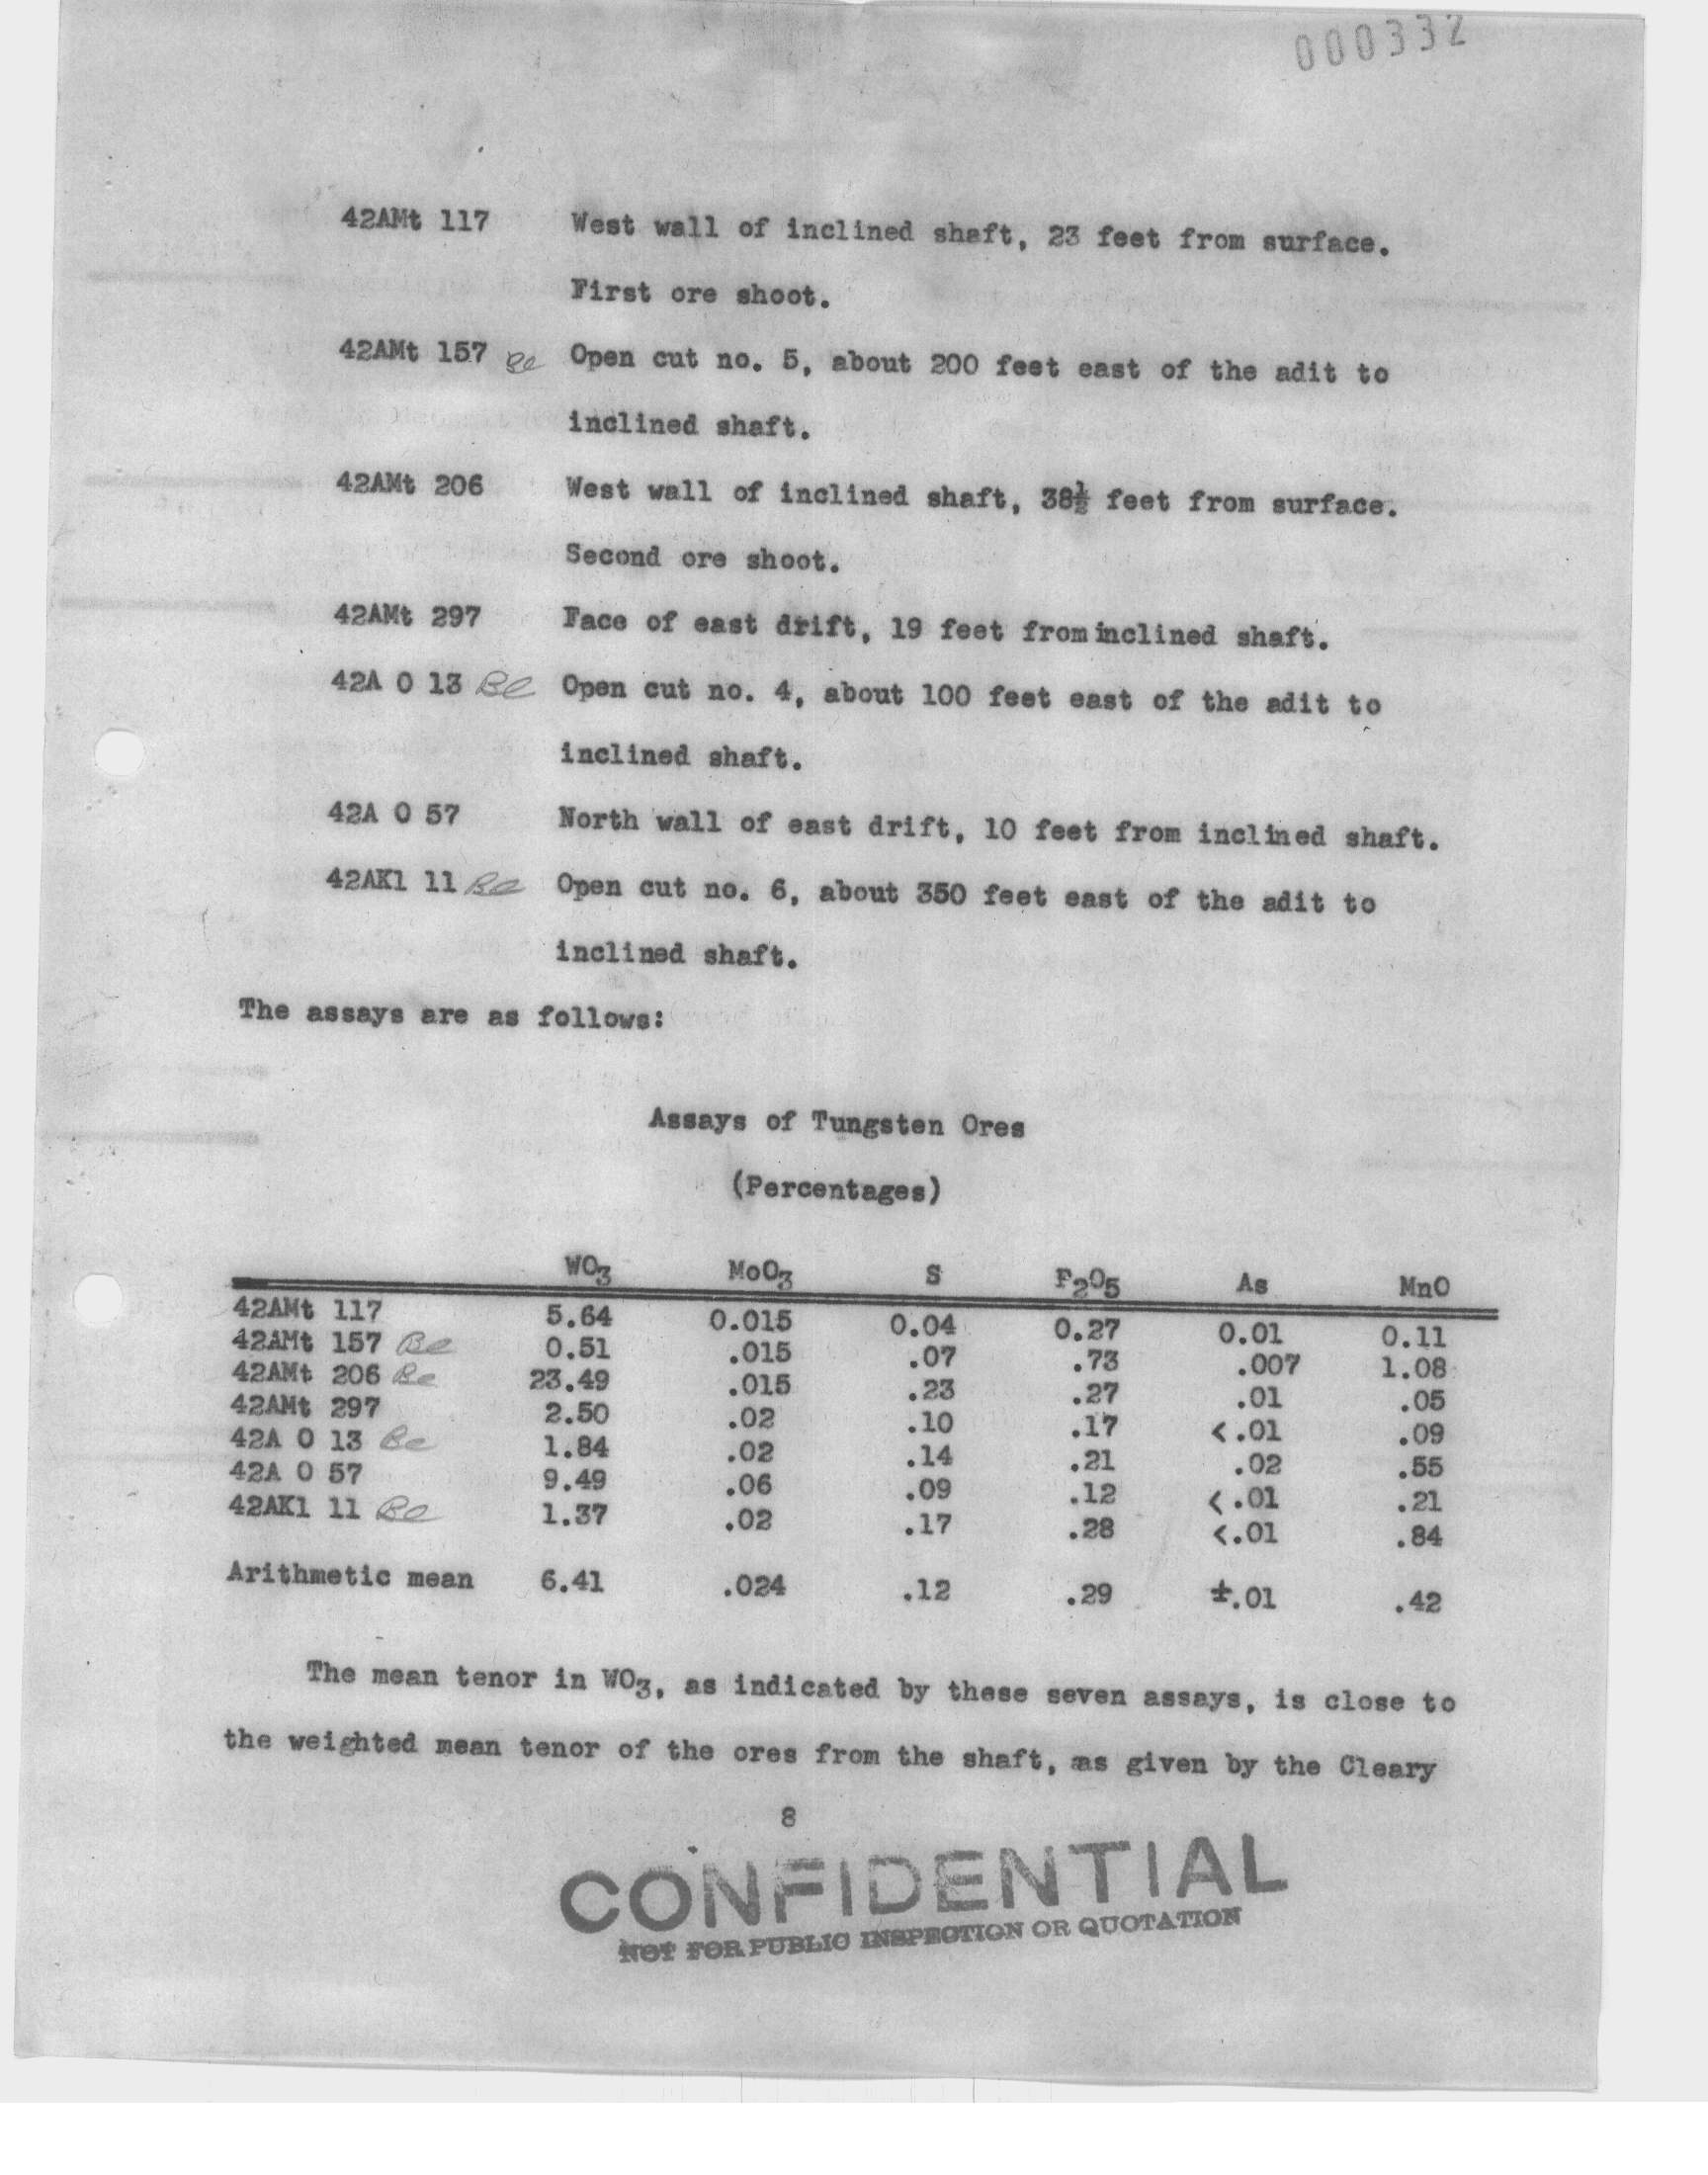 000332
42AMt 117 West wall of inclined shaft, 23 feet from surface.
First ore shoot.
42AMt 157 Be Open cut no. 5, about 200 feet east of the adit to
inclined shaft.
42AMt 206 West wall of inclined shaft, 38½ feet from surface.
Second ore shoot.
42AMt 297 Face of east drift, 19 feet from inclined shaft.
42A O 13 Be Open cut no. 4, about 100 feet east of the adit to
inclined shaft.
42A O 57 North wall of east drift, 10 feet from inclined shaft.
42AKl 11 Be Open cut no. 6, about 350 feet east of the adit to
inclined shaft.
The assays are as follows:
Assays of Tungsten Ores
(Percentages)
WO3 MoO3 S P2O5 As MnO
42AMt 117 5.64 0.015 0.04 0.27 0.01 0.11
42AMt 157 Be 0.51 .015 .07 .73 .007 1.08
42AMt 206 Be 23.49 .015 .23 .27 .01 .05
42AMt 297 2.50 .02 .10 .17 <.01 .09
42A O 13 Be 1.84 .02 .14 .21 .02 .55
42A O 57 9.49 .06 .09 .12 <.01 .21
42AKl 11 Be 1.37 .02 .17 .28 <.01 .84
Arithmetic mean 6.41 .024 .12 .29 ±.01 .42
The mean tenor in WO3, as indicated by these seven assays, is close to
the weighted mean tenor of the ores from the shaft, as given by the Cleary
8
CONFIDENTIAL
NOT FOR PUBLIC INSPECTION OR QUOTATION